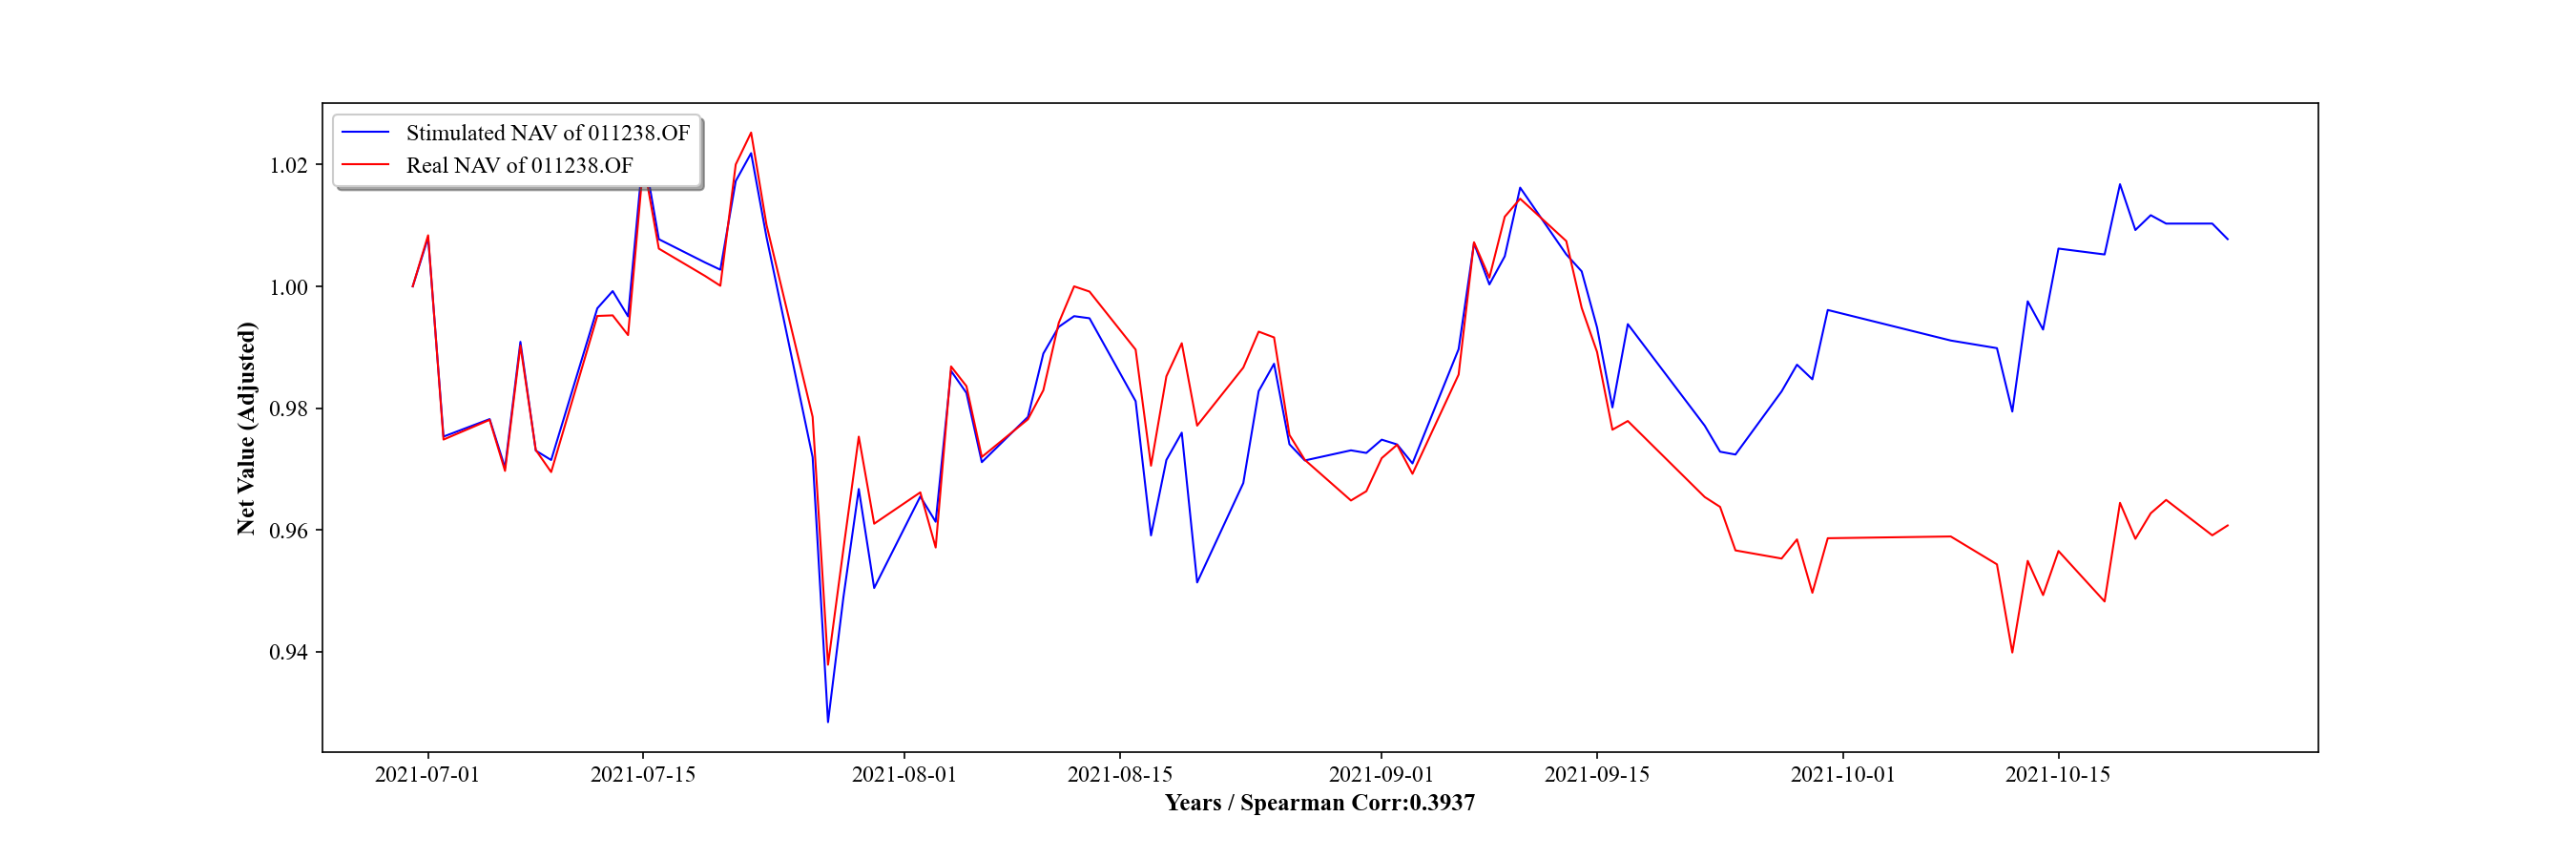 Stimulated NAV of 011238.OF
Real NAV of 011238.OF
Net Value (Adjusted)
1.02
1.00
0.98
0.96
0.94
2021-07-01 2021-07-15 2021-08-01 2021-08-15 2021-09-01 2021-09-15 2021-10-01 2021-10-15
Years / Spearman Corr:0.3937